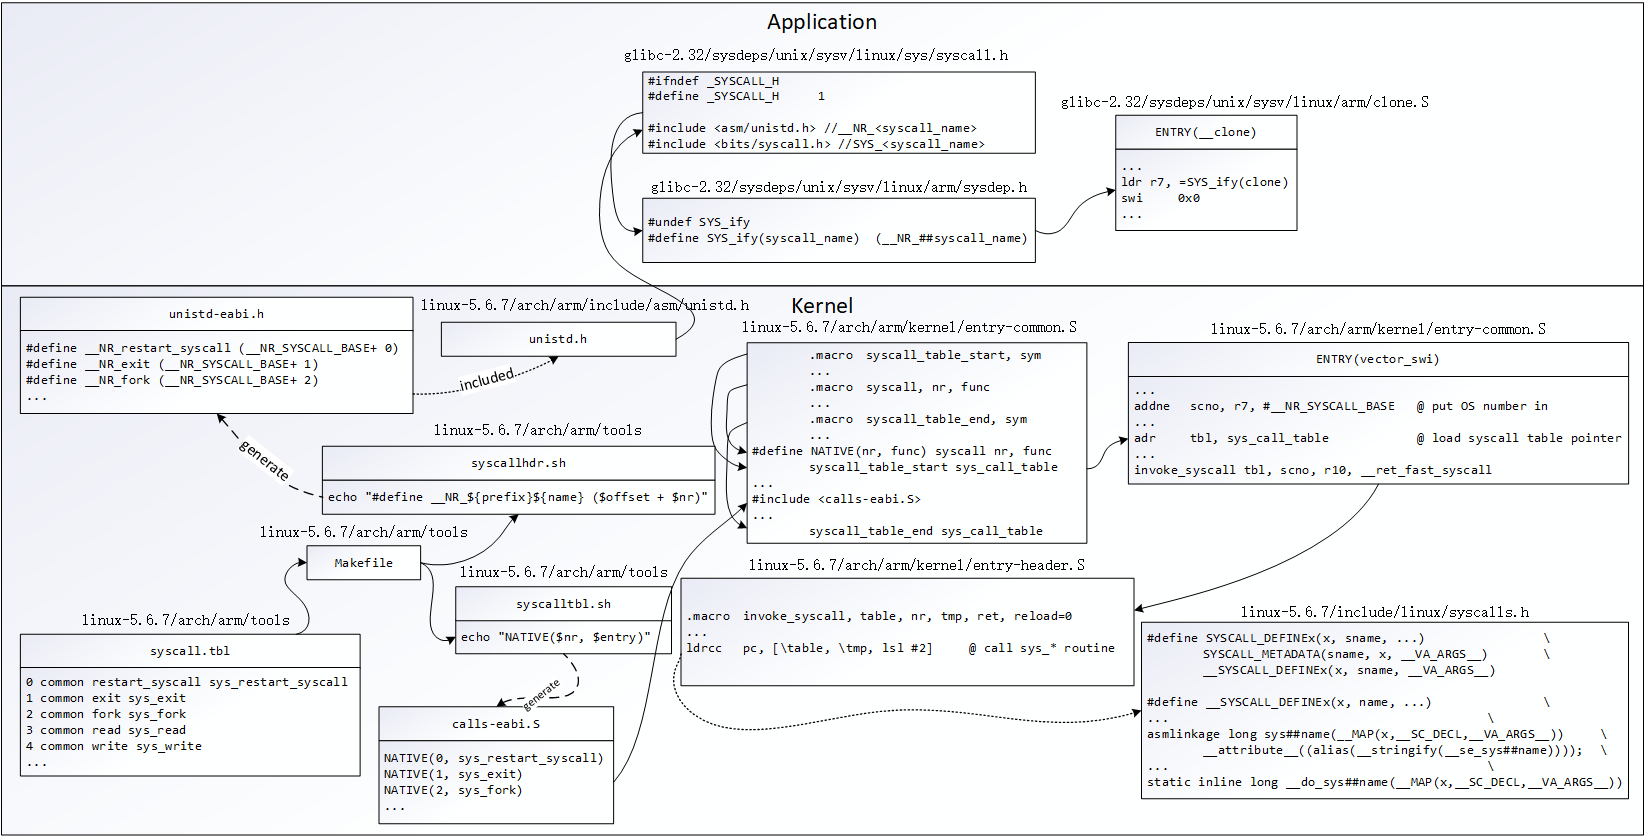 Application
glibc-2.32/sysdeps/unix/sysv/linux/sys/syscall.h
#ifndef _SYSCALL_H
#define _SYSCALL_H     1
#include <asm/unistd.h> //__NR_<syscall_name>
#include <bits/syscall.h> //SYS_<syscall_name>
glibc-2.32/sysdeps/unix/sysv/linux/arm/clone.S
ENTRY(__clone)
...
ldr r7, =SYS_ify(clone)
swi     0x0
...
glibc-2.32/sysdeps/unix/sysv/linux/arm/sysdep.h
#undef SYS_ify
#define SYS_ify(syscall_name)  (__NR_##syscall_name)
Kernel
unistd-eabi.h
#define __NR_restart_syscall (__NR_SYSCALL_BASE+ 0)
#define __NR_exit (__NR_SYSCALL_BASE+ 1)
#define __NR_fork (__NR_SYSCALL_BASE+ 2)
...
linux-5.6.7/arch/arm/include/asm/unistd.h
unistd.h
included
generate
linux-5.6.7/arch/arm/tools
syscallhdr.sh
echo "#define __NR_${prefix}${name} ($offset + $nr)"
linux-5.6.7/arch/arm/tools
Makefile
linux-5.6.7/arch/arm/tools
syscalltbl.sh
echo "NATIVE($nr, $entry)"
generate
linux-5.6.7/arch/arm/tools
syscall.tbl
0 common restart_syscall sys_restart_syscall
1 common exit sys_exit
2 common fork sys_fork
3 common read sys_read
4 common write sys_write
...
calls-eabi.S
NATIVE(0, sys_restart_syscall)
NATIVE(1, sys_exit)
NATIVE(2, sys_fork)
...
linux-5.6.7/arch/arm/kernel/entry-common.S
.macro  syscall_table_start, sym
...
.macro  syscall, nr, func
...
.macro  syscall_table_end, sym
...
#define NATIVE(nr, func) syscall nr, func
syscall_table_start sys_call_table
...
#include <calls-eabi.S>
...
syscall_table_end sys_call_table
linux-5.6.7/arch/arm/kernel/entry-common.S
ENTRY(vector_swi)
...
addne   scno, r7, #__NR_SYSCALL_BASE   @ put OS number in
...
adr     tbl, sys_call_table            @ load syscall table pointer
...
invoke_syscall tbl, scno, r10, __ret_fast_syscall
linux-5.6.7/arch/arm/kernel/entry-header.S
.macro  invoke_syscall, table, nr, tmp, ret, reload=0
...
ldrcc   pc, [\table, \tmp, lsl #2]     @ call sys_* routine
linux-5.6.7/include/linux/syscalls.h
#define SYSCALL_DEFINEx(x, sname, ...)                \
SYSCALL_METADATA(sname, x, __VA_ARGS__)        \
__SYSCALL_DEFINEx(x, sname, __VA_ARGS__)
#define __SYSCALL_DEFINEx(x, name, ...)               \
...                                           \
asmlinkage long sys##name(__MAP(x,__SC_DECL,__VA_ARGS__))     \
__attribute__((alias(__stringify(__se_sys##name))));  \
...                                           \
static inline long __do_sys##name(__MAP(x,__SC_DECL,__VA_ARGS__))